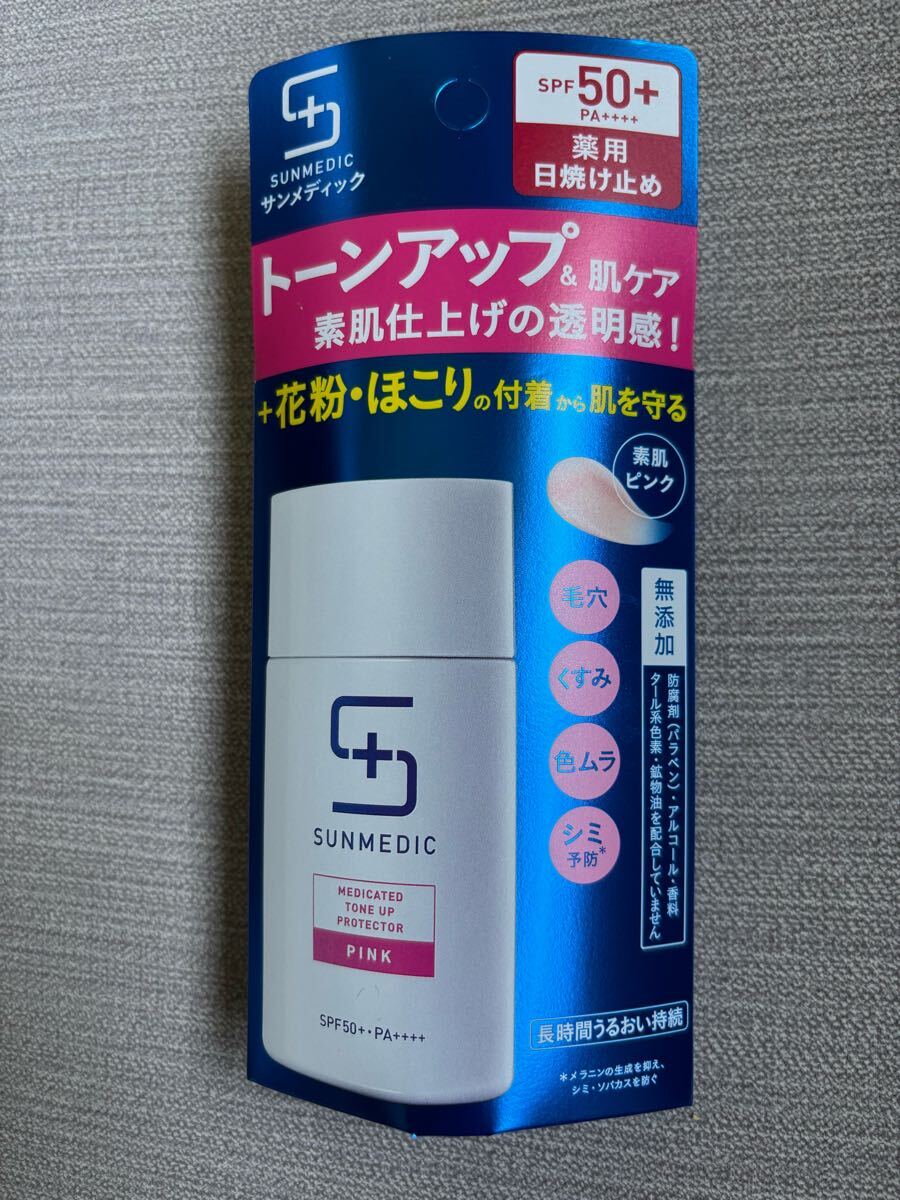 SUNMEDIC
サンメディック
SPF50+
PA++++
薬用
日焼け止め
トーンアップ&肌ケア
素肌仕上げの透明感!
+花粉・ほこりの付着から肌を守る
素肌
ピンク
毛穴
くすみ
色ムラ
シミ
予防*
無添加
防腐剤(パラベン)・アルコール・香料
タール系色素・鉱物油を配合していません
SUNMEDIC
MEDICATED
TONE UP
PROTECTOR
PINK
SPF50+・PA++++
長時間うるおい持続
*メラニンの生成を抑え、
シミ・ソバカスを防ぐ